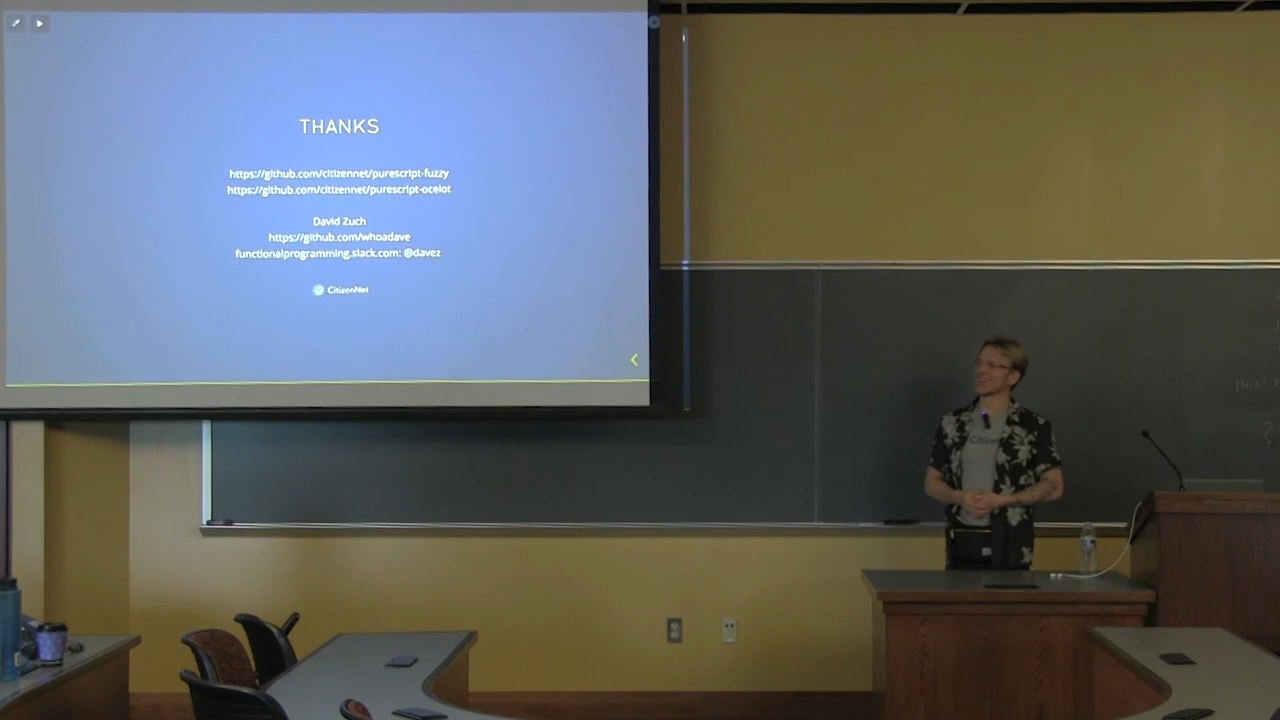 THANKS
https://github.com/citizennet/purescript-fuzzy
https://github.com/citizennet/purescript-ocelot
David Zuch
https://github.com/whoadave
functionalprogramming.slack.com: @davez
CitizenNet